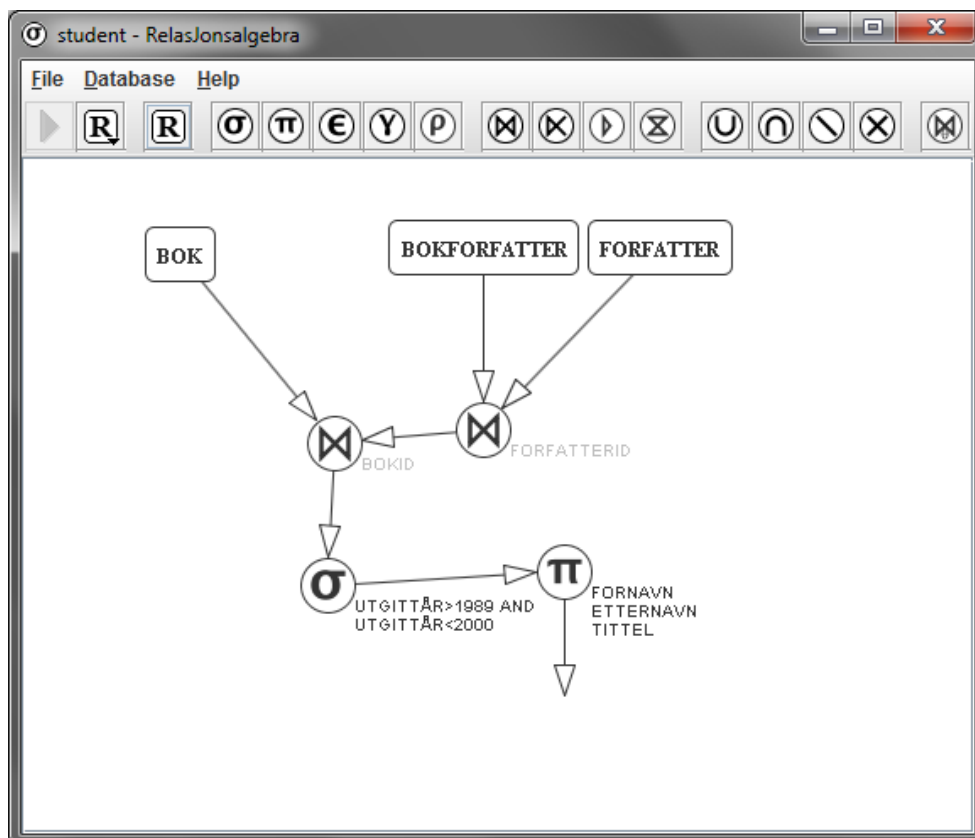 σ student - RelasJonsalgebra
File Database Help
R R σ π ϵ γ ρ
BOK
BOKFORFATTER
FORFATTER
BOKID
FORFATTERID
σ
π
UTGITTÅR>1989 AND
UTGITTÅR<2000
FORNAVN
ETTERNAVN
TITTEL